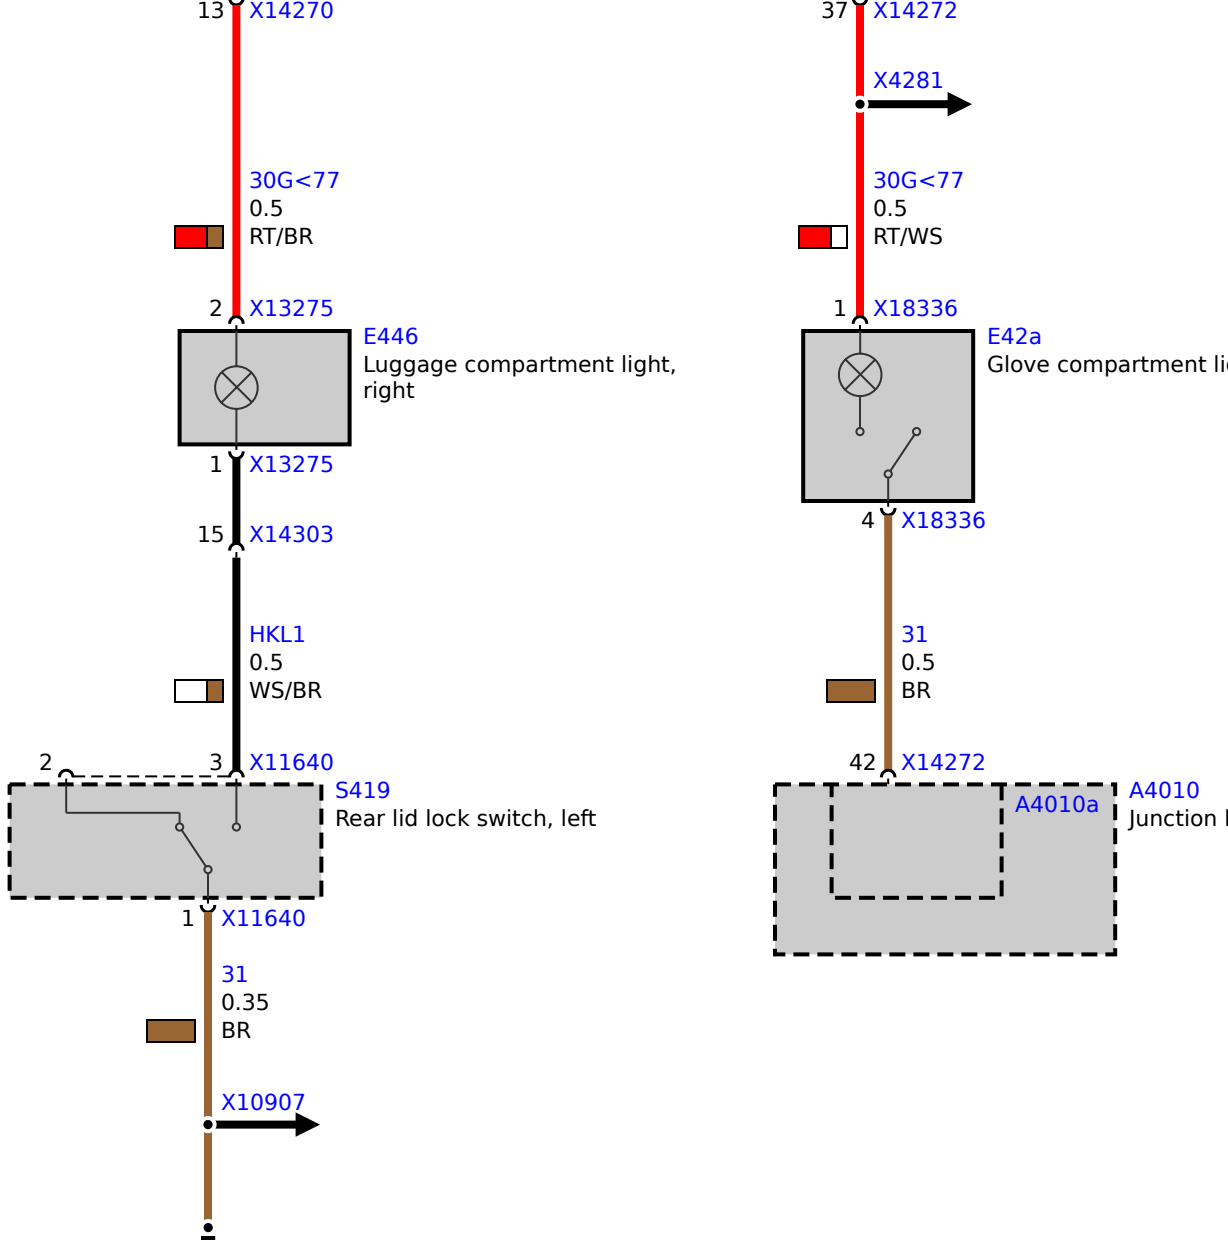 13 X14270
30G<77
0.5
RT/BR
2 X13275
E446
Luggage compartment light,
right
1 X13275
15 X14303
HKL1
0.5
WS/BR
2 3 X11640
S419
Rear lid lock switch, left
1 X11640
31
0.35
BR
X10907
37 X14272
X4281
30G<77
0.5
RT/WS
1 X18336
E42a
Glove compartment
4 X18336
31
0.5
BR
42 X14272
A4010
A4010a
Junction